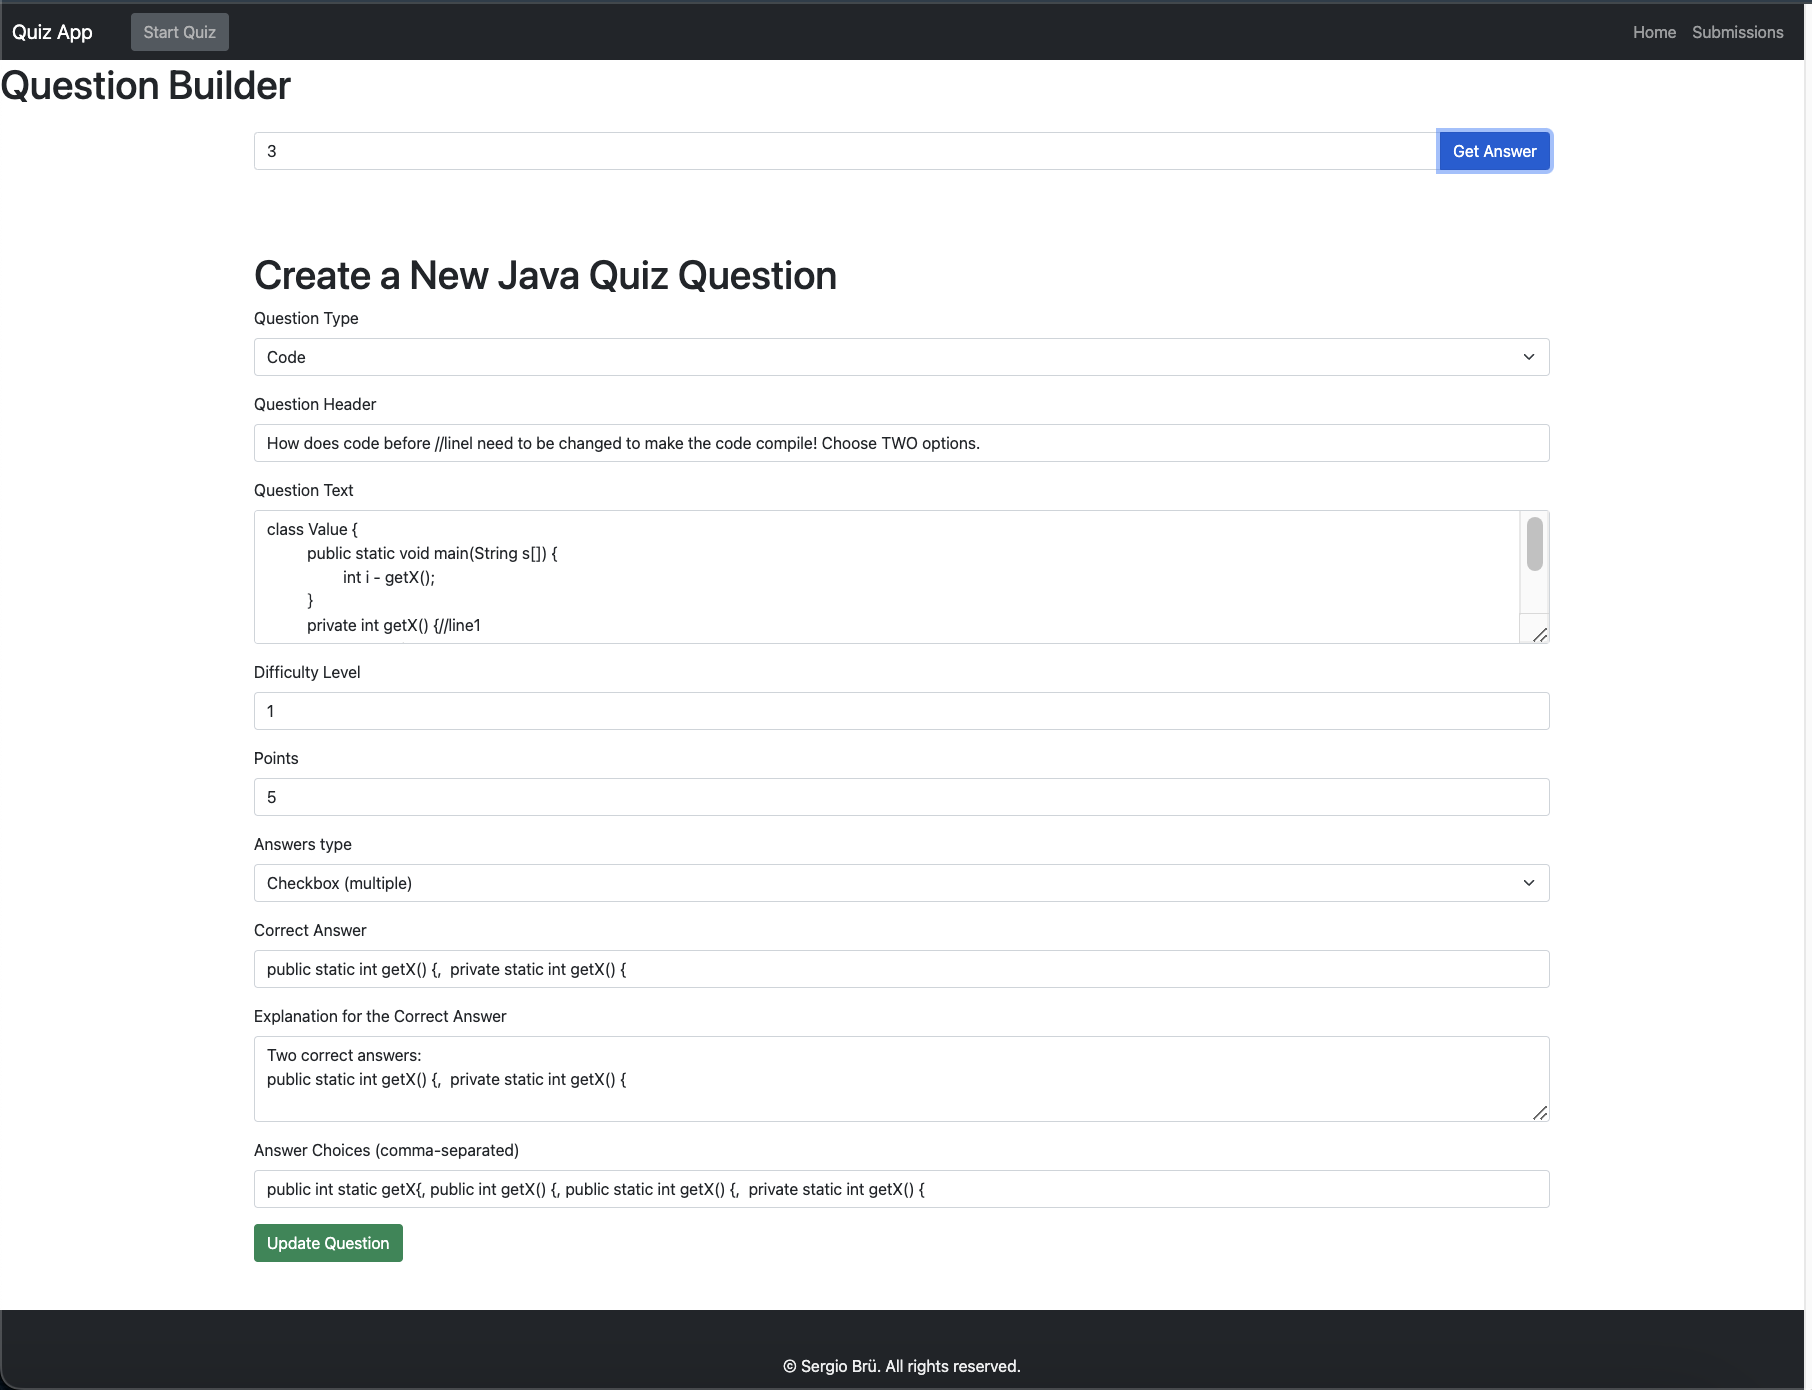 Quiz App Start Quiz Home Submissions
Question Builder
3 Get Answer
Create a New Java Quiz Question
Question Type
Code
Question Header
How does code before //linel need to be changed to make the code compile! Choose TWO options.
Question Text
class Value {
public static void main(String s[]) {
int i - getX();
}
private int getX() {//line1
Difficulty Level
1
Points
5
Answers type
Checkbox (multiple)
Correct Answer
public static int getX() {,  private static int getX() {
Explanation for the Correct Answer
Two correct answers:
public static int getX() {,  private static int getX() {
Answer Choices (comma-separated)
public int static getX{, public int getX() {, public static int getX() {,  private static int getX() {
Update Question
© Sergio Brü. All rights reserved.